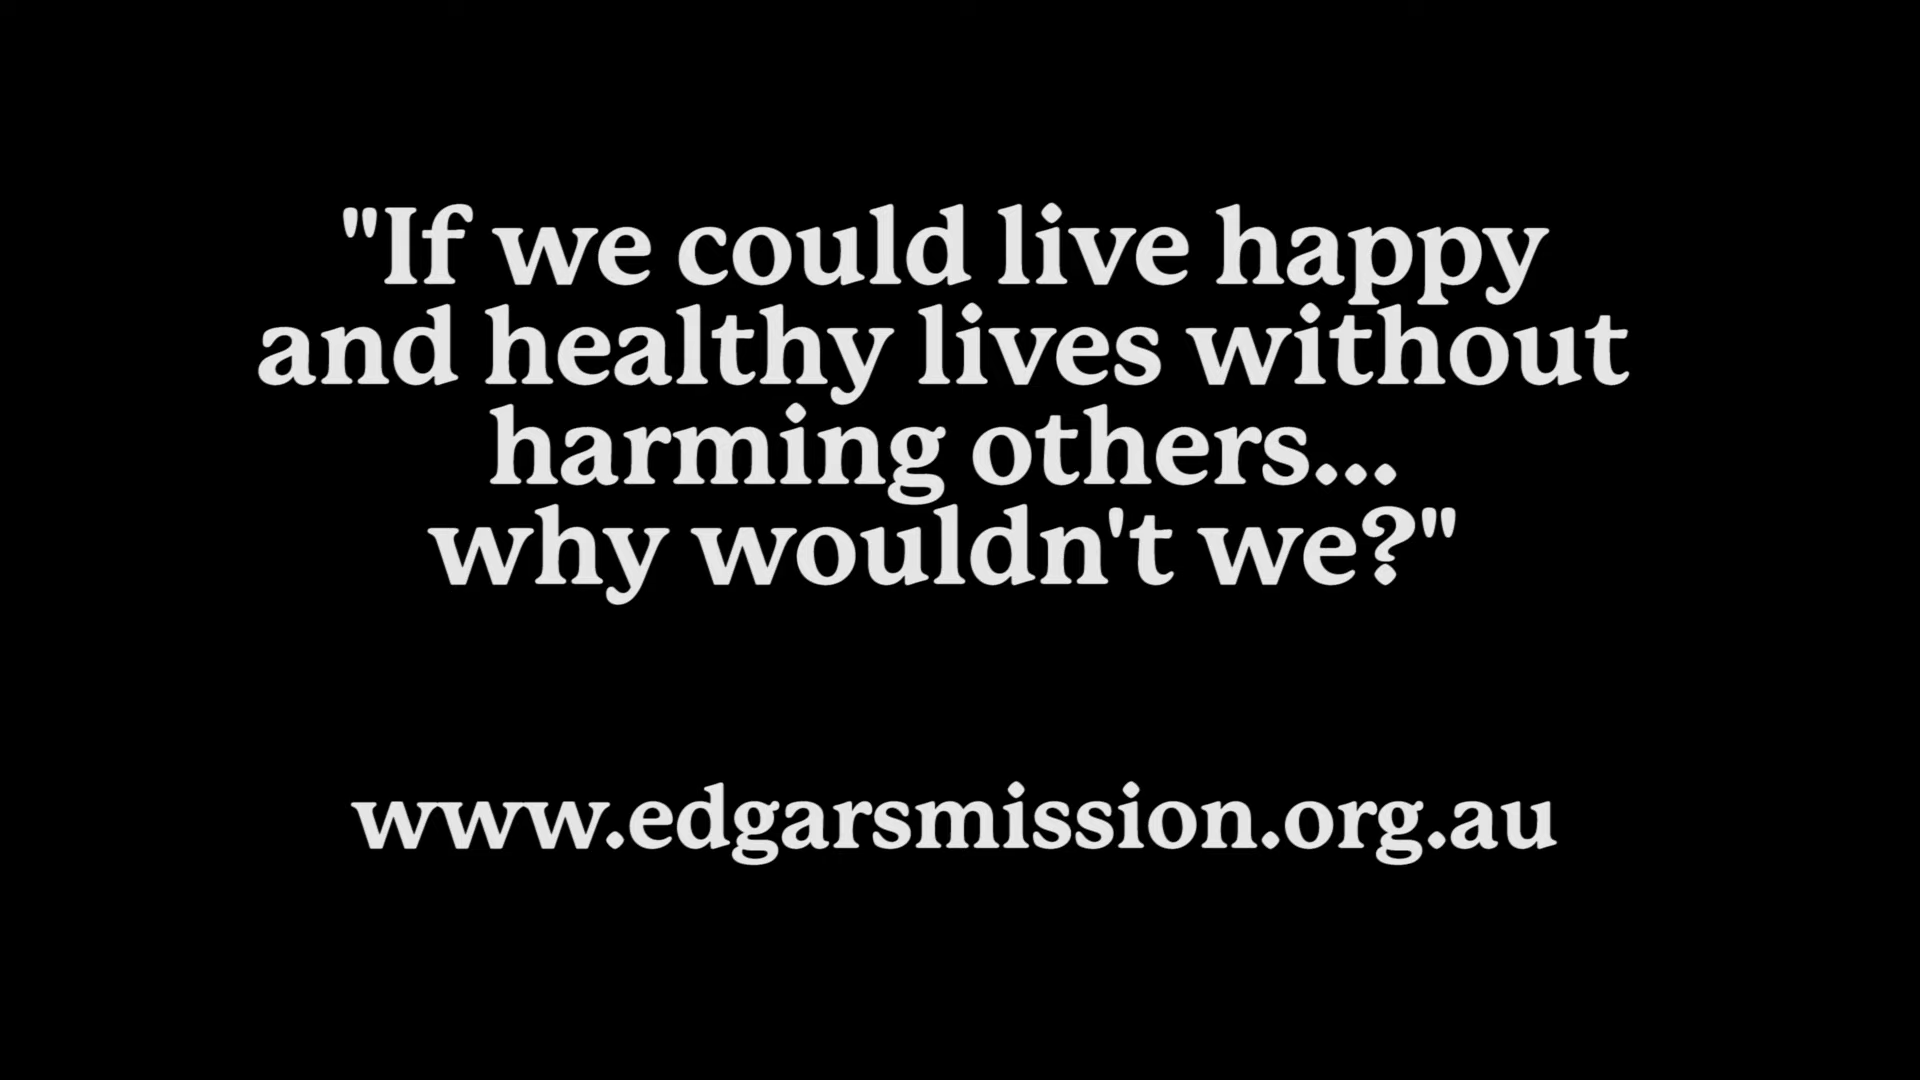 "If we could live happy
and healthy lives without
harming others...
why wouldn't we?"
www.edgarsmission.org.au